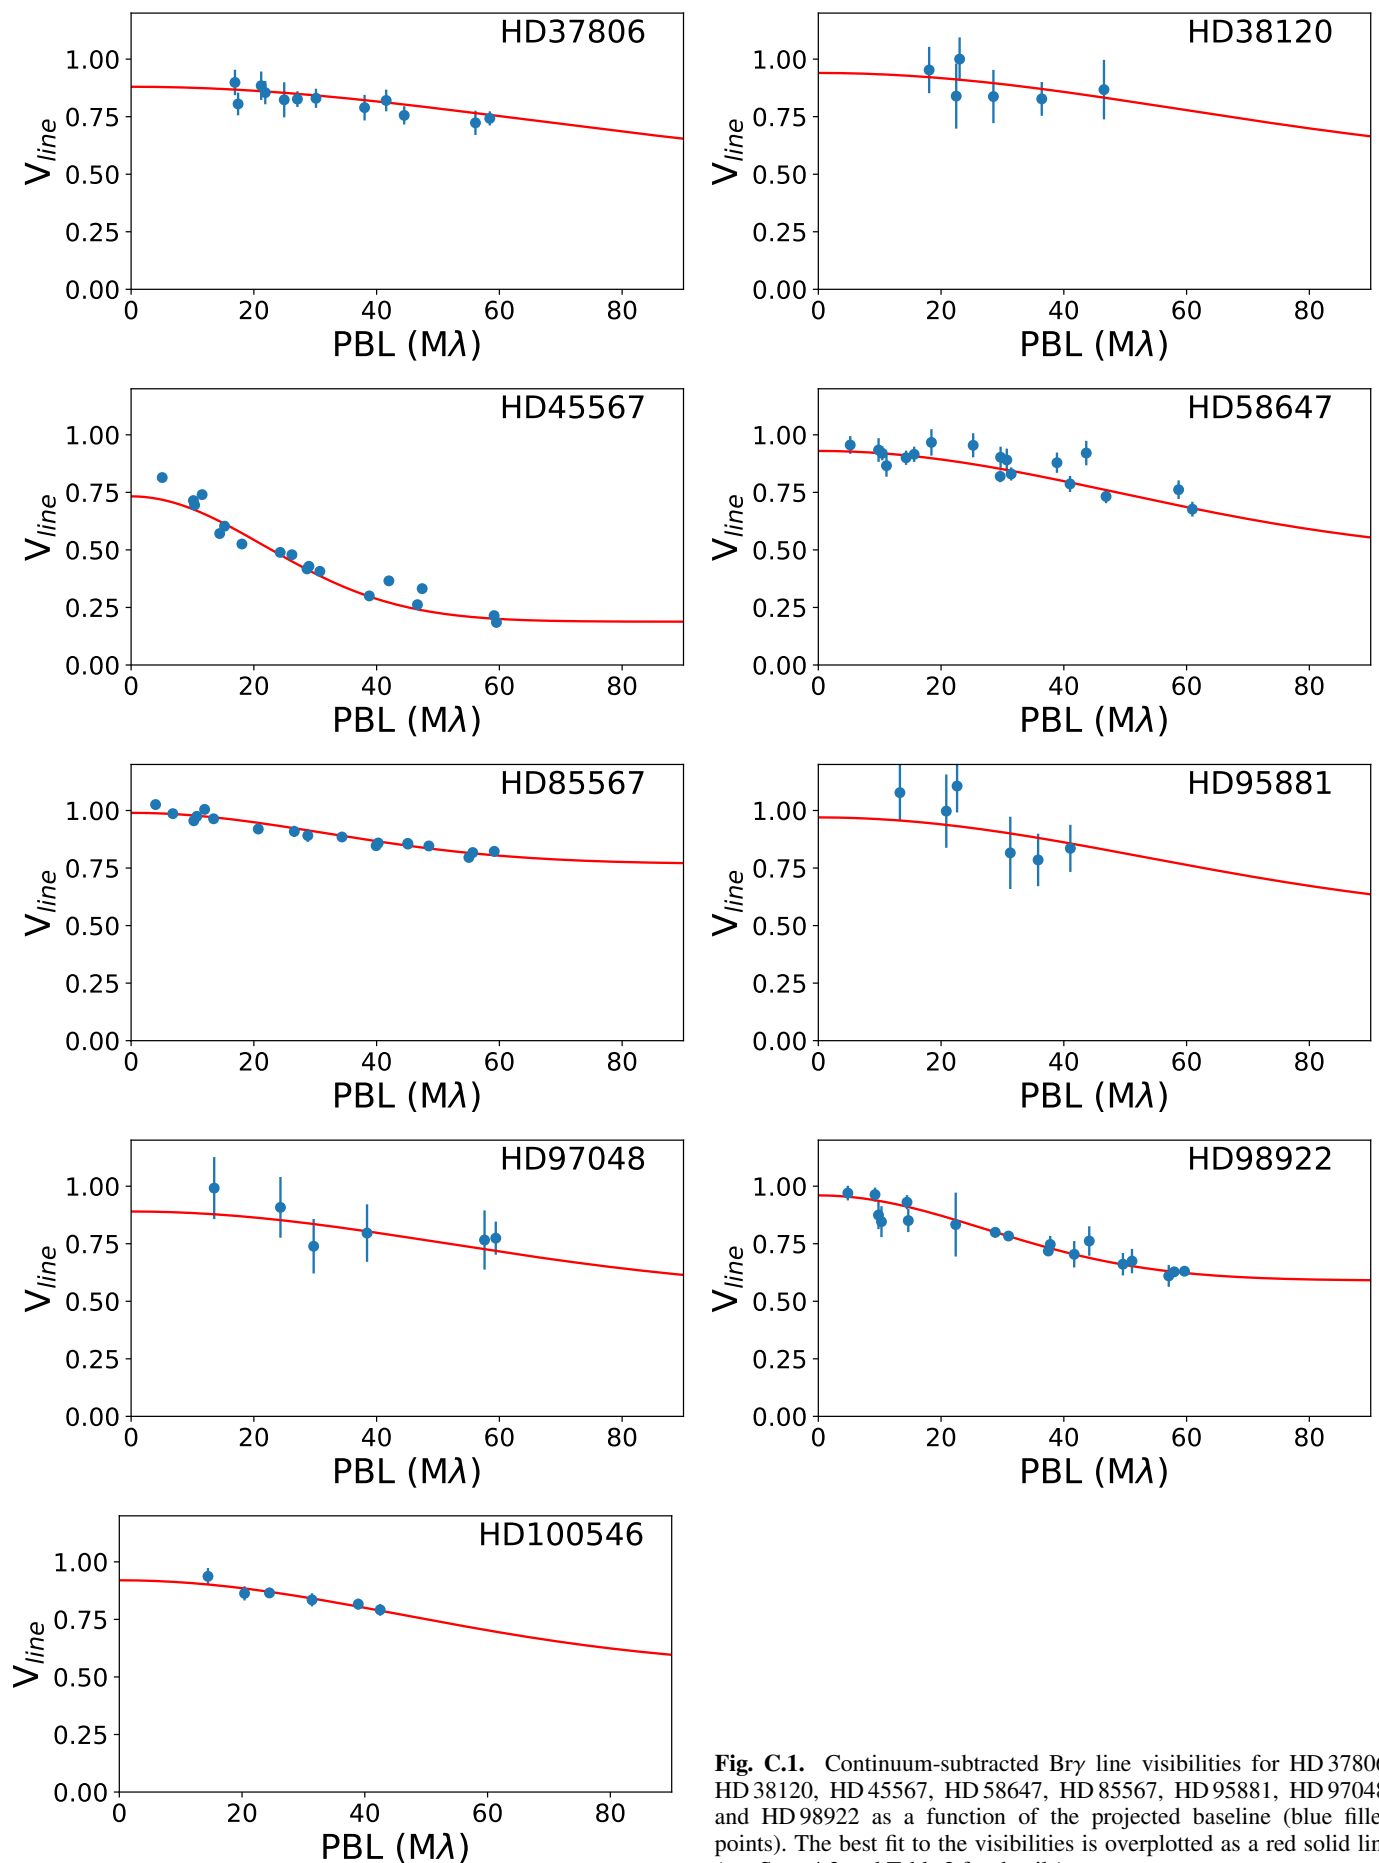 HD37806
1.00
0.75
0.50
0.25
0.00
V_line
0 20 40 60 80
PBL (Mλ)
HD38120
1.00
0.75
0.50
0.25
0.00
V_line
0 20 40 60 80
PBL (Mλ)
HD45567
1.00
0.75
0.50
0.25
0.00
V_line
0 20 40 60 80
PBL (Mλ)
HD58647
1.00
0.75
0.50
0.25
0.00
V_line
0 20 40 60 80
PBL (Mλ)
HD85567
1.00
0.75
0.50
0.25
0.00
V_line
0 20 40 60 80
PBL (Mλ)
HD95881
1.00
0.75
0.50
0.25
0.00
V_line
0 20 40 60 80
PBL (Mλ)
HD97048
1.00
0.75
0.50
0.25
0.00
V_line
0 20 40 60 80
PBL (Mλ)
HD98922
1.00
0.75
0.50
0.25
0.00
V_line
0 20 40 60 80
PBL (Mλ)
HD100546
1.00
0.75
0.50
0.25
0.00
V_line
0 20 40 60 80
PBL (Mλ)
Fig. C.1. Continuum-subtracted Brγ line visibilities for HD 37806
HD 38120, HD 45567, HD 58647, HD 85567, HD 95881, HD 97048
and HD 98922 as a function of the projected baseline (blue fille
points). The best fit to the visibilities is overplotted as a red solid lin